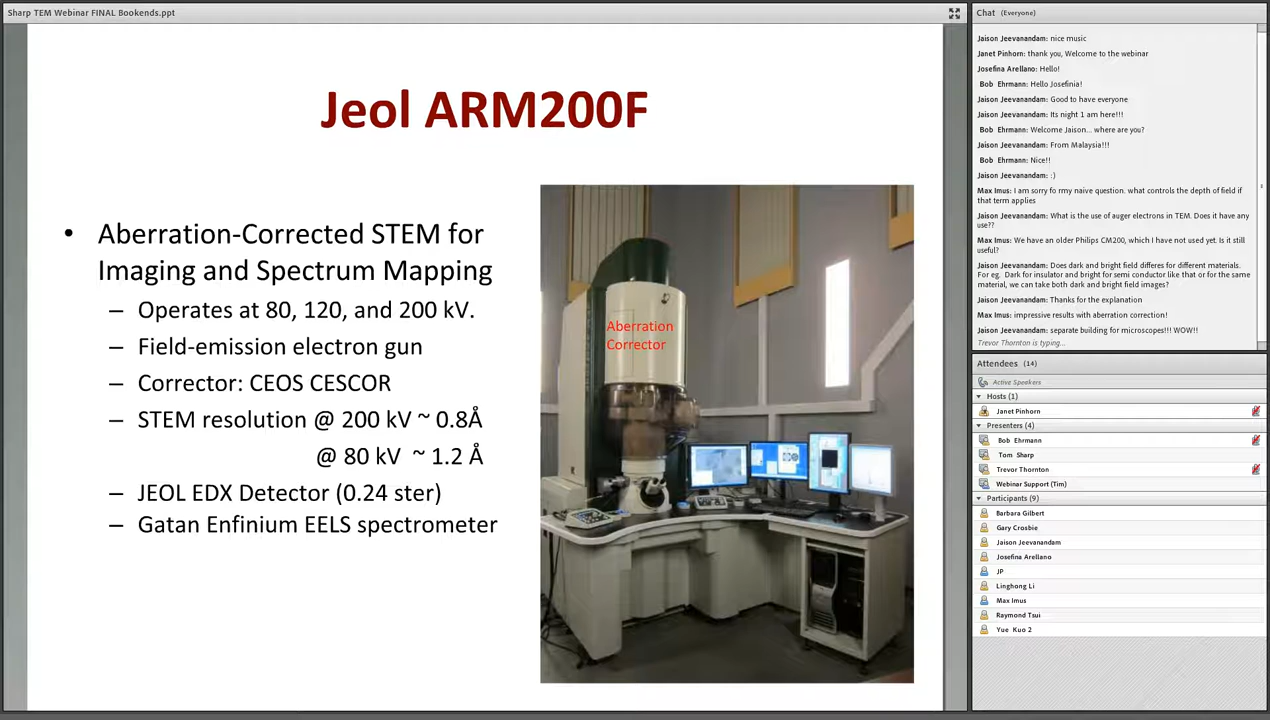 Sharp TEM Webinar FINAL Bookends.ppt
Jeol ARM200F
• Aberration-Corrected STEM for
Imaging and Spectrum Mapping
– Operates at 80, 120, and 200 kV.
– Field-emission electron gun
– Corrector: CEOS CESCOR
– STEM resolution @ 200 kV ~ 0.8Å
@ 80 kV ~ 1.2 Å
– JEOL EDX Detector (0.24 ster)
– Gatan Enfinium EELS spectrometer
Aberration
Corrector
Chat (Everyone)
Jaison Jeevanandam: nice music
Janet Pinhorn: thank you, Welcome to the webinar
Josefina Arellano: Hello!
Bob Ehrmann: Hello Josefinia!
Jaison Jeevanandam: Good to have everyone
Jaison Jeevanandam: Its night 1 am here!!!
Bob Ehrmann: Welcome Jaison... where are you?
Jaison Jeevanandam: From Malaysia!!!
Bob Ehrmann: Nice!!
Jaison Jeevanandam: :)
Max Imus: I am sorry fo rmy naive question. what controls the depth of field if
that term applies
Jaison Jeevanandam: What is the use of auger electrons in TEM. Does it have any
use??
Max Imus: We have an older Philips CM200, which I have not used yet. Is it still
useful?
Jaison Jeevanandam: Does dark and bright field differes for different materials.
For eg. Dark for insulator and bright for semi conductor like that or for the same
material, we can take both dark and bright field images?
Jaison Jeevanandam: Thanks for the explanation
Max Imus: impressive results with aberration correction!
Jaison Jeevanandam: separate building for microscopes!!! WOW!!
Trevor Thornton is typing...
Attendees (14)
Active Speakers
Hosts (1)
Janet Pinhorn
Presenters (4)
Bob Ehrmann
Tom Sharp
Trevor Thornton
Webinar Support (Tim)
Participants (9)
Barbara Gilbert
Gary Crosbie
Jaison Jeevanandam
Josefina Arellano
JP
Linghong Li
Max Imus
Raymond Tsui
Yue Kuo 2